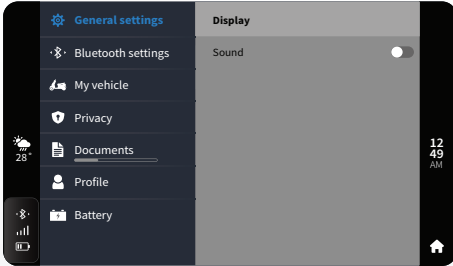 General settings
Bluetooth settings
My vehicle
Privacy
Documents
Profile
Battery
Display
Sound
28°
12
49
AM